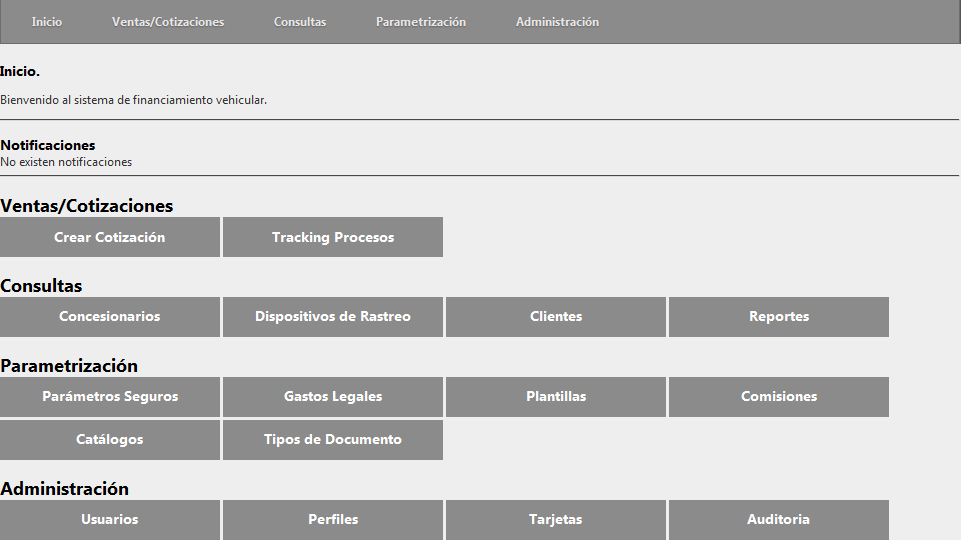 Inicio Ventas/Cotizaciones Consultas Parametrización Administración
Inicio.
Bienvenido al sistema de financiamiento vehicular.
Notificaciones
No existen notificaciones
Ventas/Cotizaciones
Crear Cotización Tracking Procesos
Consultas
Concesionarios Dispositivos de Rastreo Clientes Reportes
Parametrización
Parámetros Seguros Gastos Legales Plantillas Comisiones
Catálogos Tipos de Documento
Administración
Usuarios Perfiles Tarjetas Auditoria